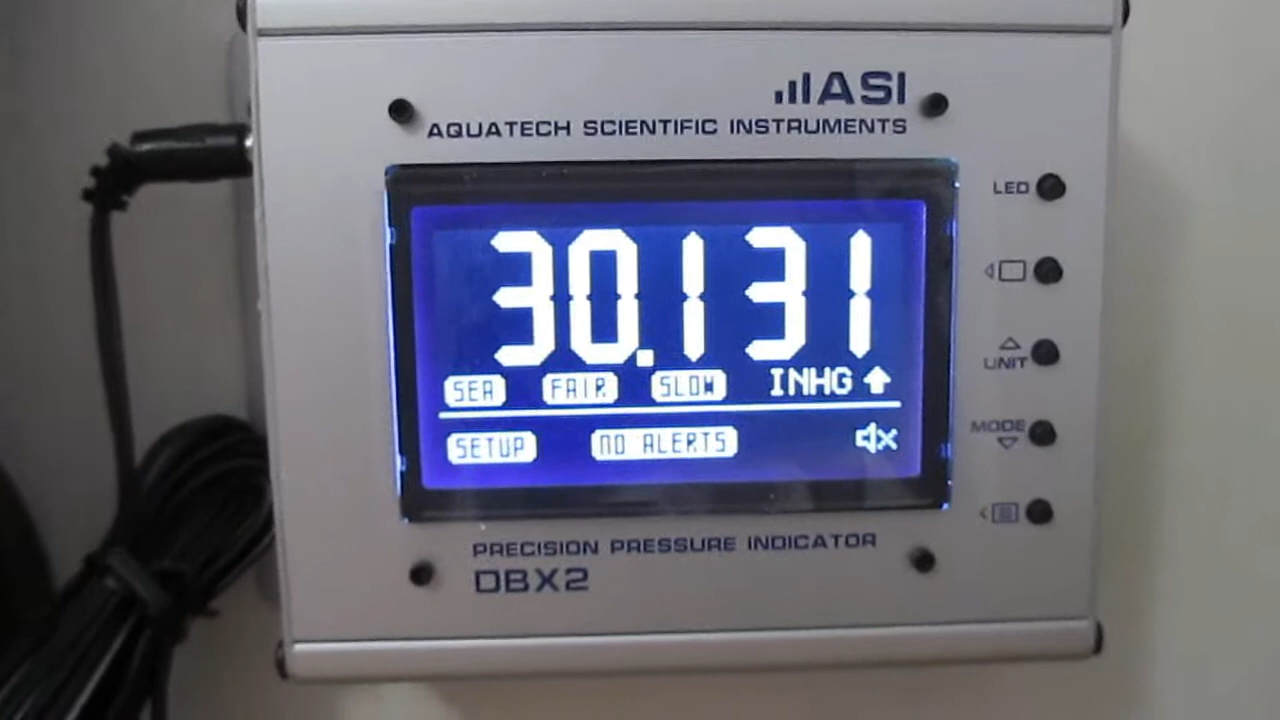 ASI
AQUATECH SCIENTIFIC INSTRUMENTS
LED
30.131
UNIT
SEA FAIR SLOW INHG
MODE
SETUP NO ALERTS
PRECISION PRESSURE INDICATOR
DBX2